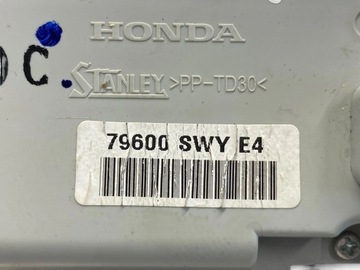 HONDA
C.
STANLEY >PP-TD30<
79600 SWY E4